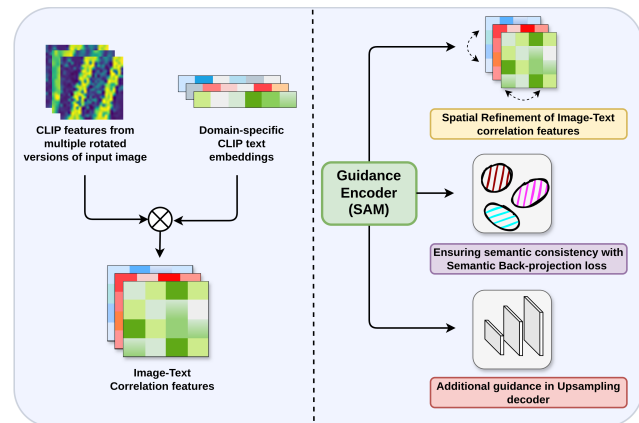 CLIP features from
multiple rotated
versions of input image
Domain-specific
CLIP text
embeddings
Image-Text
Correlation features
Guidance
Encoder
(SAM)
Spatial Refinement of Image-Text
correlation features
Ensuring semantic consistency with
Semantic Back-projection loss
Additional guidance in Upsampling
decoder